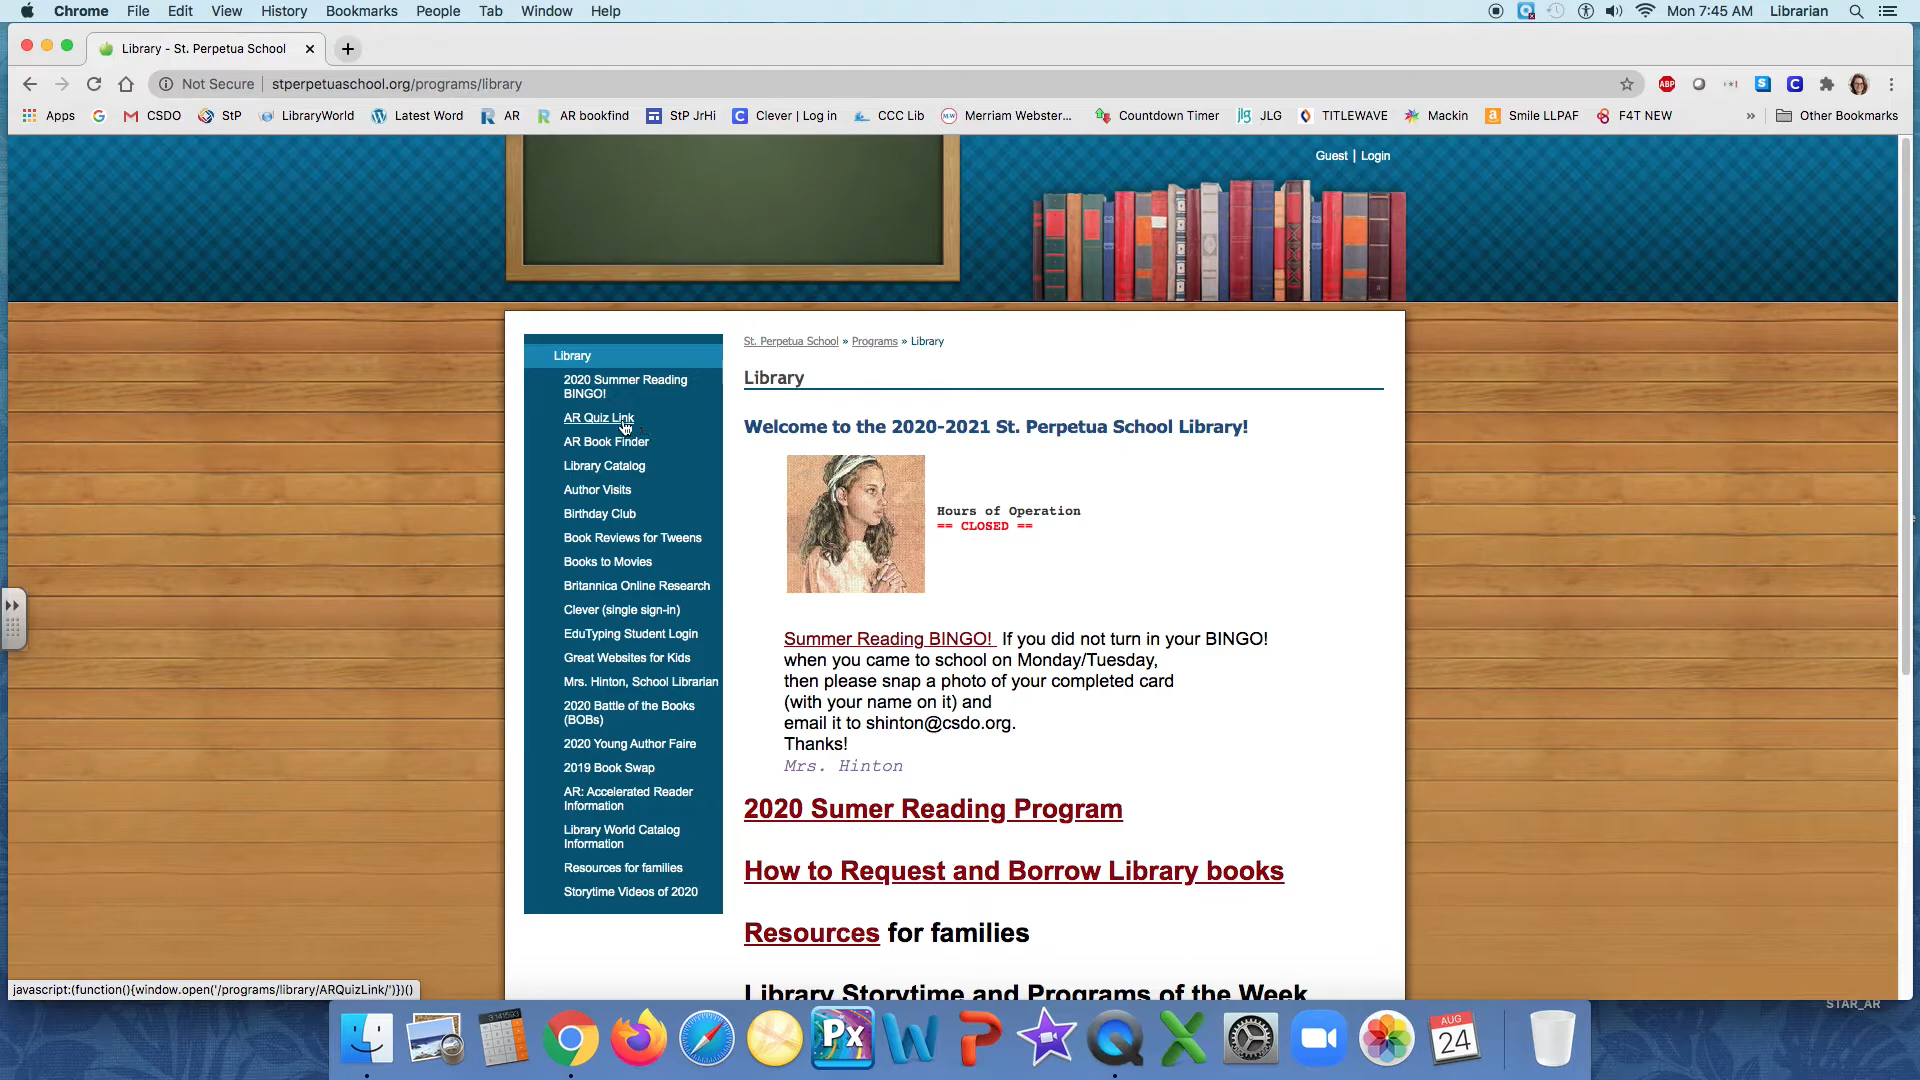 Chrome File Edit View History Bookmarks People Tab Window Help Mon 7:45 AM Librarian
Library - St. Perpetua School
Not Secure stperpetuaschool.org/programs/library
Apps CSDO StP LibraryWorld Latest Word AR AR bookfind StP JrHi Clever | Log in CCC Lib Merriam Webster... Countdown Timer JLG TITLEWAVE Mackin Smile LLPAF F4T NEW » Other Bookmarks
Guest | Login
St. Perpetua School » Programs » Library
Library
Library
2020 Summer Reading
BINGO!
AR Quiz Link
AR Book Finder
Library Catalog
Author Visits
Birthday Club
Book Reviews for Tweens
Books to Movies
Britannica Online Research
Clever (single sign-in)
EduTyping Student Login
Great Websites for Kids
Mrs. Hinton, School Librarian
2020 Battle of the Books
(BOBs)
2020 Young Author Faire
2019 Book Swap
AR: Accelerated Reader
Information
Library World Catalog
Information
Resources for families
Storytime Videos of 2020
Welcome to the 2020-2021 St. Perpetua School Library!
Hours of Operation
== CLOSED ==
Summer Reading BINGO! If you did not turn in your BINGO!
when you came to school on Monday/Tuesday,
then please snap a photo of your completed card
(with your name on it) and
email it to shinton@csdo.org.
Thanks!
Mrs. Hinton
2020 Sumer Reading Program
How to Request and Borrow Library books
Resources for families
Library Storytime and Programs of the Week
javascript:(function(){window.open('/programs/library/ARQuizLink/')})()
STAR_AR
3.141593
Px
AUG
24